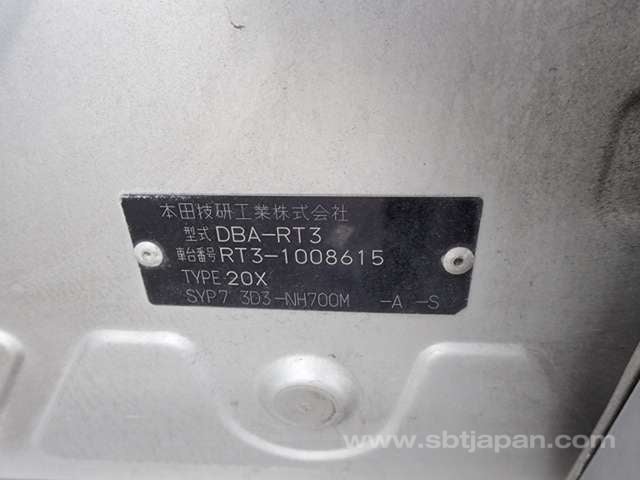 本田技研工業株式会社
型式 DBA-RT3
車台番号 RT3-1008615
TYPE 20X
SYP7 3D3-NH700M -A -S
www.sbtjapan.com